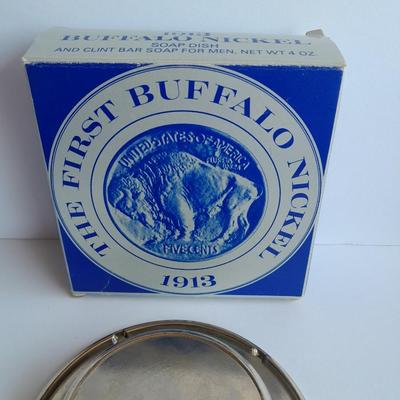 1913
BUFFALO NICKEL
SOAP DISH
AND CLINT BAR SOAP FOR MEN. NET WT 4 OZ.
THE FIRST BUFFALO NICKEL
UNITED STATES OF AMERICA
FIVE CENTS
1913